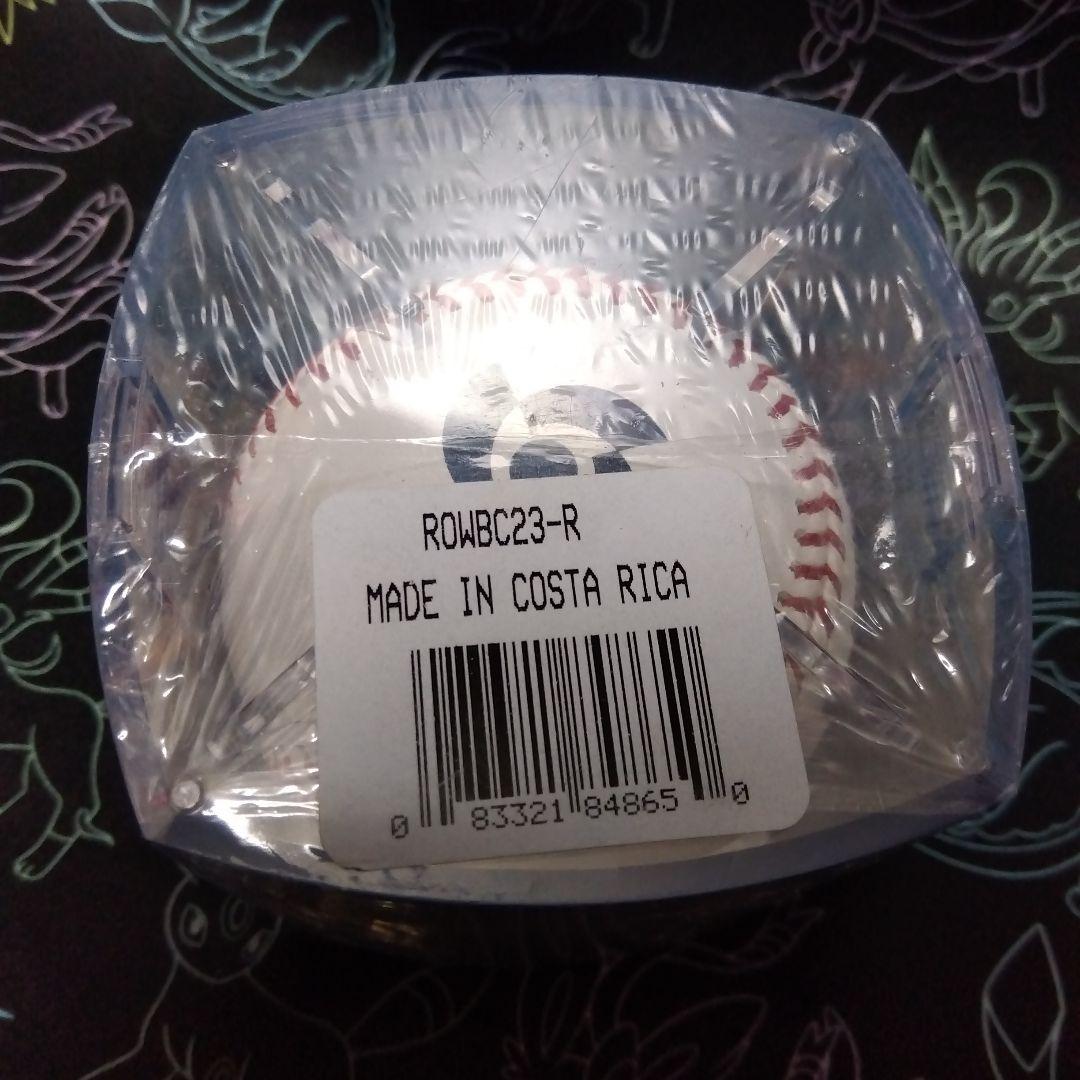 ROWBC23-R
MADE IN COSTA RICA
0 83321 84865 0